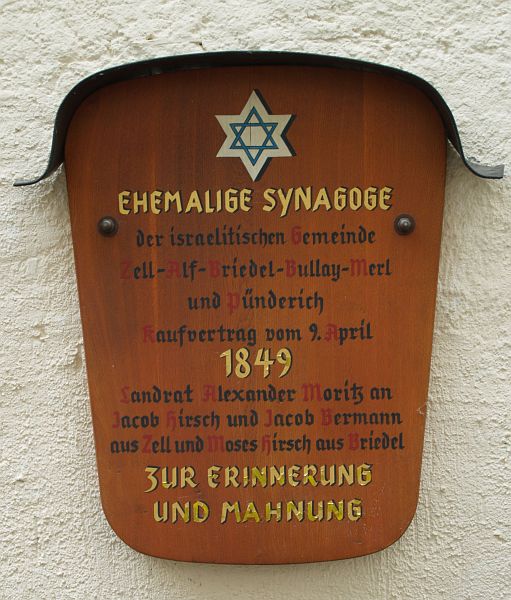 EHEMALIGE SYNAGOGE
der israelitischen Gemeinde
Zell-Alf-Briedel-Bullay-Merl
und Pünderich
Kaufvertrag vom 9. April
1849
Landrat Alexander Moritz an
Jacob Hirsch und Jacob Bermann
aus Zell und Moses Hirsch aus Briedel
ZUR ERINNERUNG
UND MAHNUNG